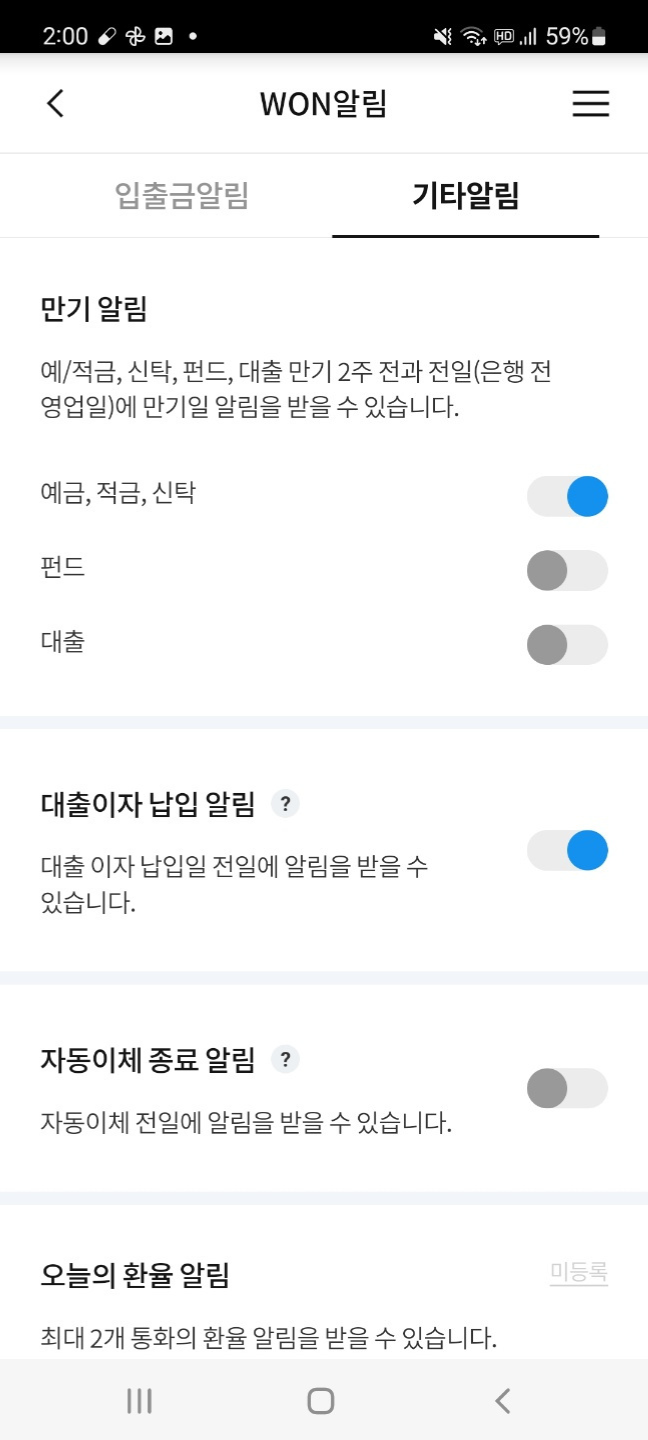 2:00
HD 59%
WON알림
입출금알림 기타알림
만기 알림
예/적금, 신탁, 펀드, 대출 만기 2주 전과 전일(은행 전
영업일)에 만기일 알림을 받을 수 있습니다.
예금, 적금, 신탁
펀드
대출
대출이자 납입 알림 ?
대출 이자 납입일 전일에 알림을 받을 수
있습니다.
자동이체 종료 알림 ?
자동이체 전일에 알림을 받을 수 있습니다.
오늘의 환율 알림 미등록
최대 2개 통화의 환율 알림을 받을 수 있습니다.